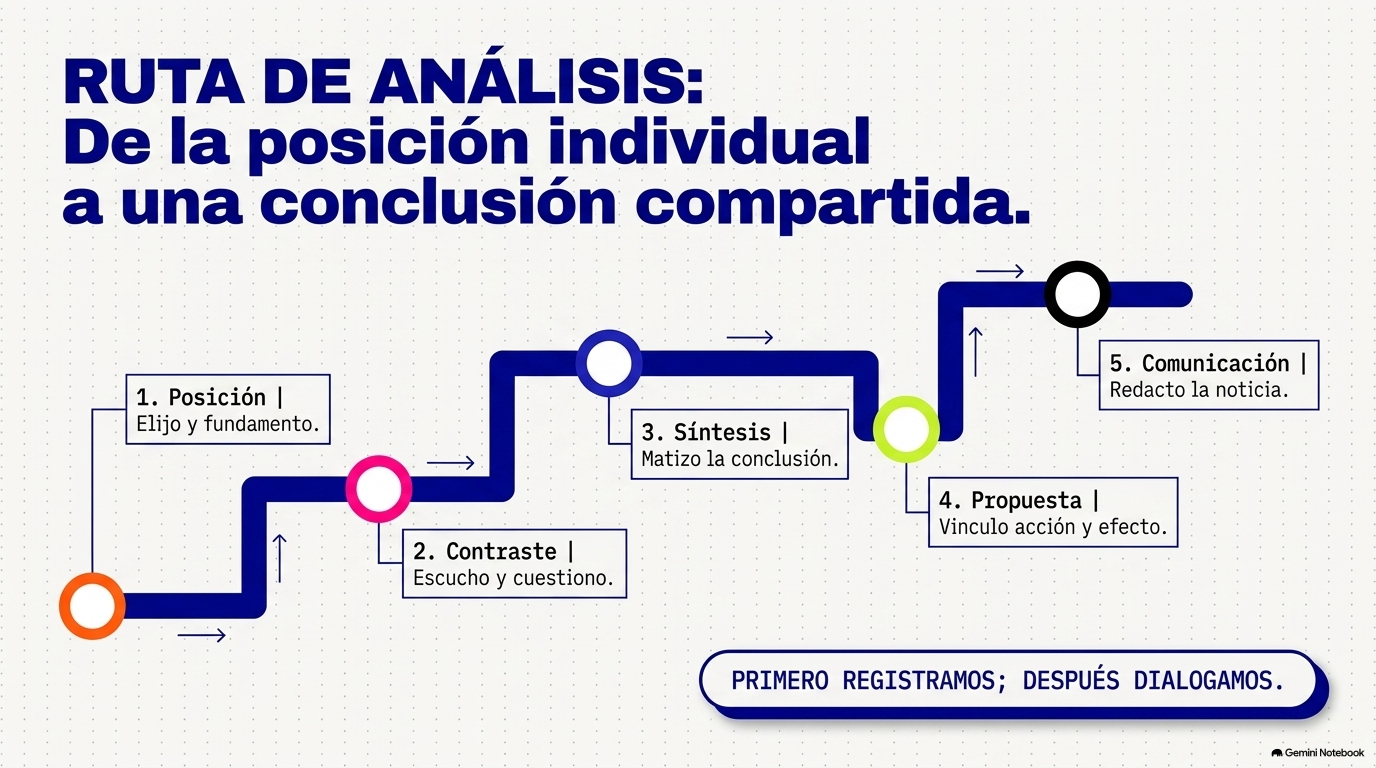 RUTA DE ANÁLISIS:
De la posición individual
a una conclusión compartida.
1. Posición |
Elijo y fundamento.
2. Contraste |
Escucho y cuestiono.
3. Síntesis |
Matizo la conclusión.
4. Propuesta |
Vinculo acción y efecto.
5. Comunicación |
Redacto la noticia.
PRIMERO REGISTRAMOS; DESPUÉS DIALOGAMOS.
Gemini Notebook